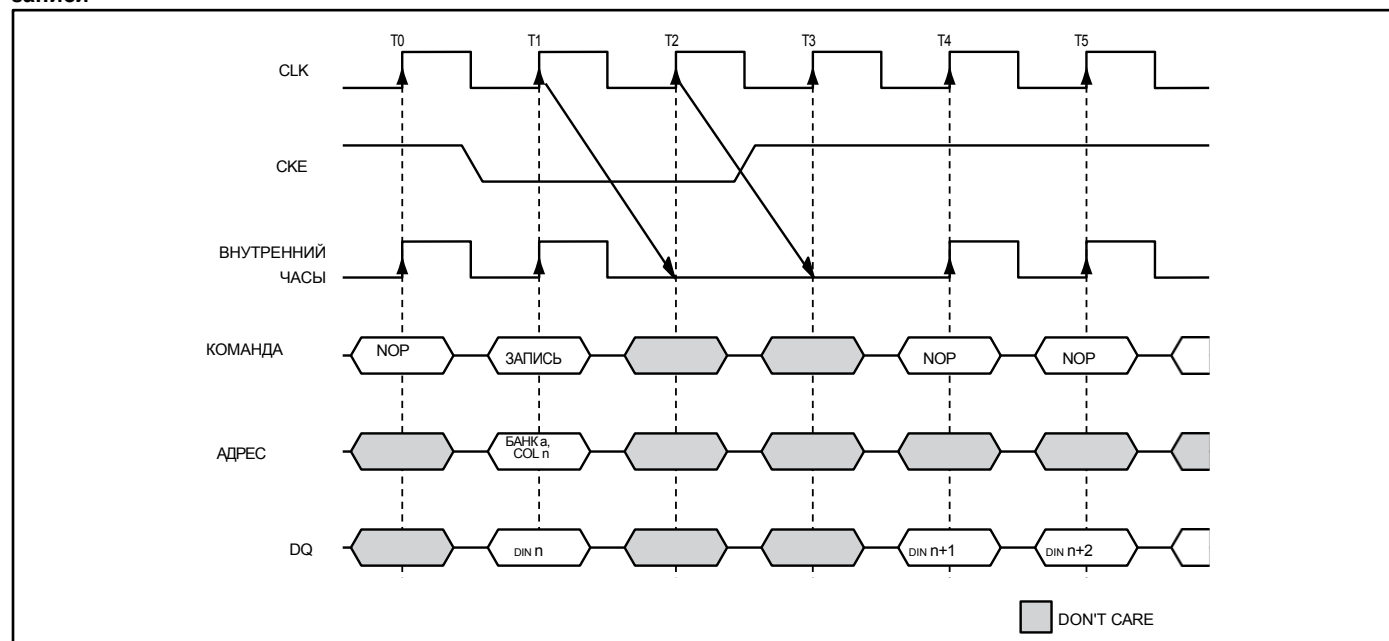 записи
T0 T1 T2 T3 T4 T5
CLK
CKE
ВНУТРЕННИЙ
ЧАСЫ
КОМАНДА NOP ЗАПИСЬ NOP NOP
АДРЕС БАНК a,
COL n
DQ DIN n DIN n+1 DIN n+2
DON'T CARE